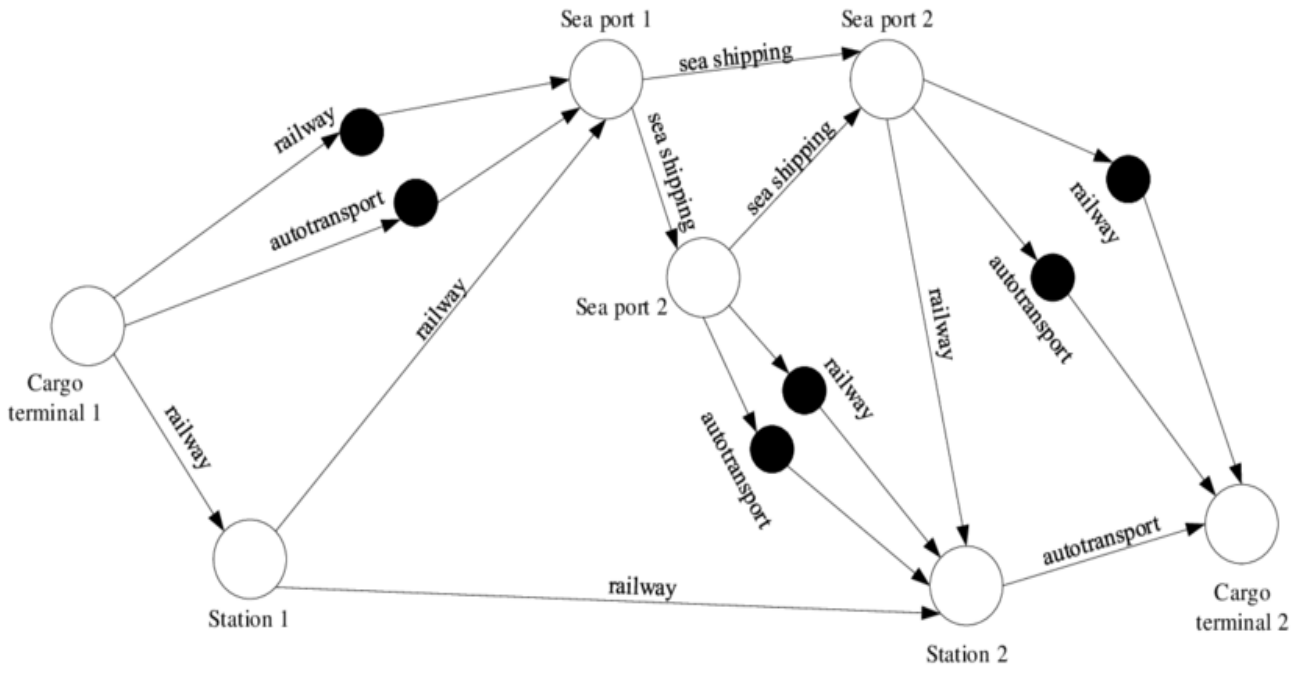 Sea port 1
Sea port 2
sea shipping
railway
sea shipping
sea shipping
autotransport
railway
railway
autotransport
railway
railway
Sea port 2
Cargo
terminal 1
railway
railway
autotransport
autotransport
railway
Station 1
Station 2
Cargo
terminal 2